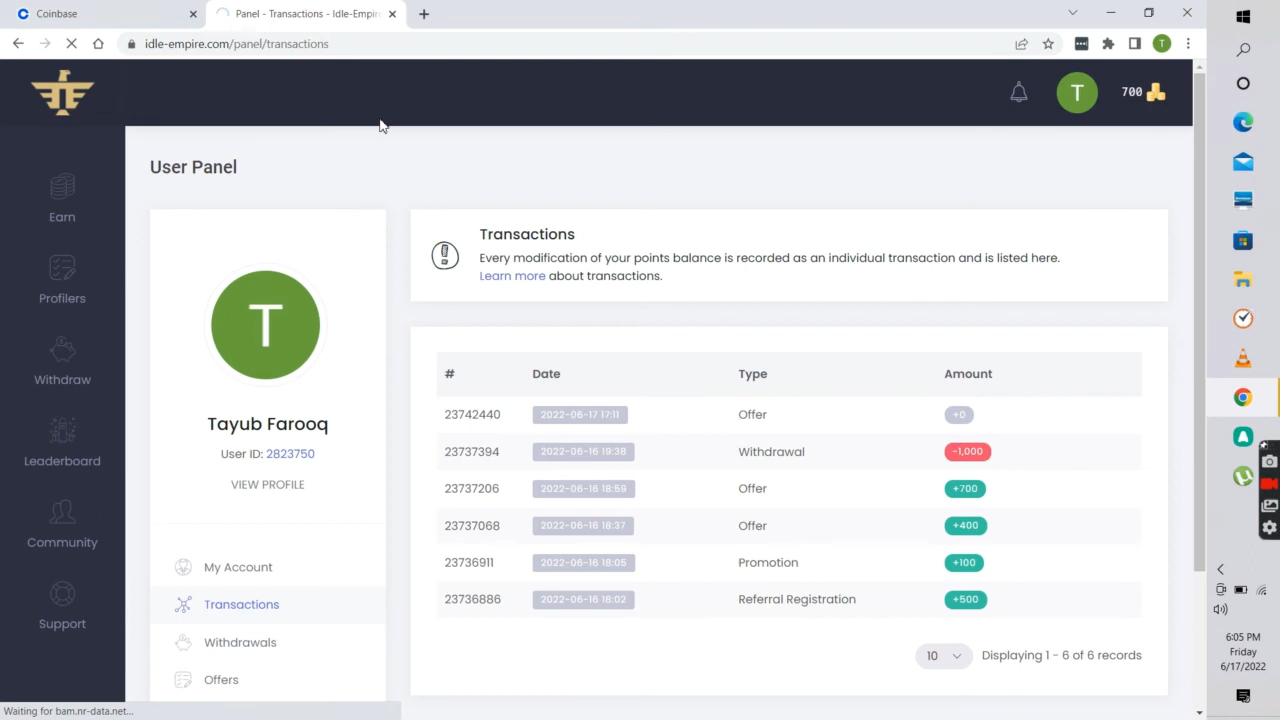 Coinbase
Panel - Transactions - Idle-Empir
idle-empire.com/panel/transactions
T
T
700
User Panel
Earn
Profilers
Withdraw
Leaderboard
Community
Support
T
Tayub Farooq
User ID: 2823750
VIEW PROFILE
My Account
Transactions
Withdrawals
Offers
Transactions
Every modification of your points balance is recorded as an individual transaction and is listed here.
Learn more about transactions.
# Date Type Amount
23742440 2022-06-17 17:11 Offer +0
23737394 2022-06-16 19:38 Withdrawal -1,000
23737206 2022-06-16 18:59 Offer +700
23737068 2022-06-16 18:37 Offer +400
23736911 2022-06-16 18:05 Promotion +100
23736886 2022-06-16 18:02 Referral Registration +500
10 Displaying 1 - 6 of 6 records
Waiting for bam.nr-data.net...
6:05 PM
Friday
6/17/2022